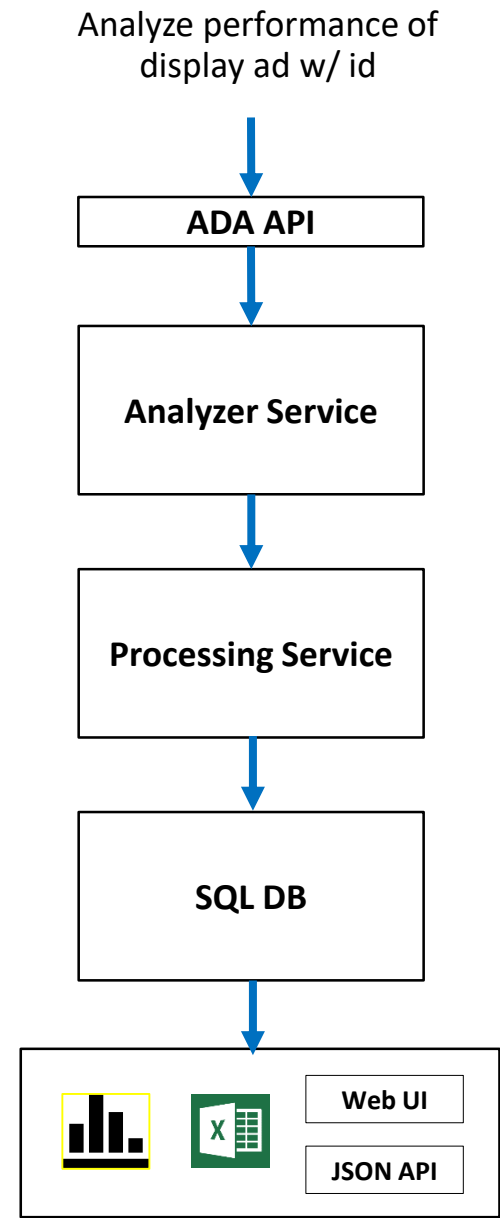 Analyze performance of
display ad w/ id
ADA API
Analyzer Service
Processing Service
SQL DB
X
Web UI
JSON API